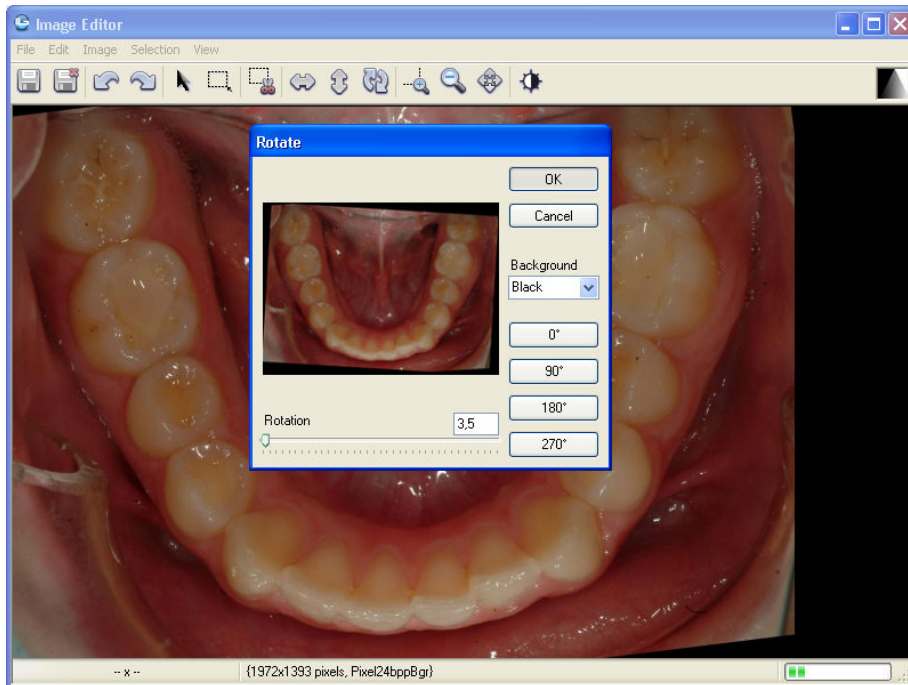 Image Editor
File Edit Image Selection View
Rotate
OK
Cancel
Background
Black
0°
90°
180°
270°
Rotation
3,5
-- x --
{1972x1393 pixels, Pixel24bppBgr}